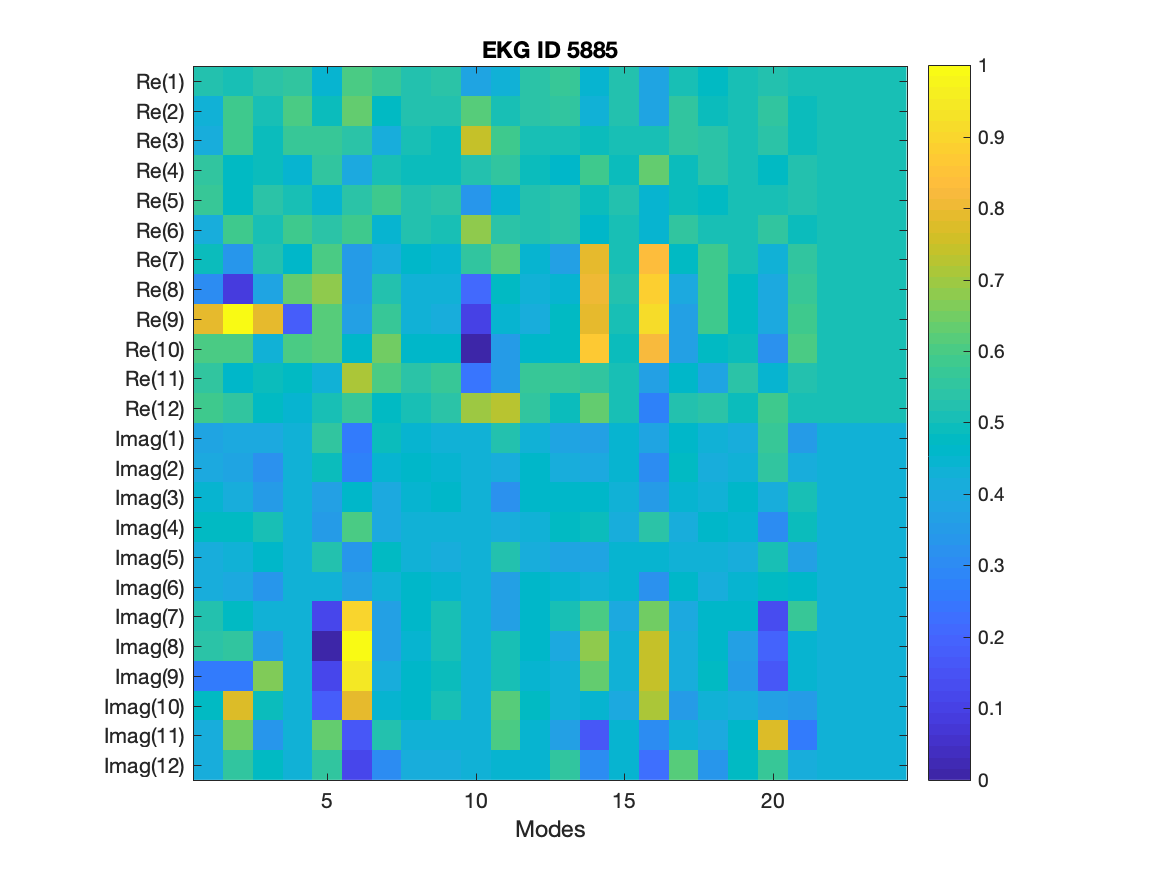 EKG ID 5885
Re(1)
Re(2)
Re(3)
Re(4)
Re(5)
Re(6)
Re(7)
Re(8)
Re(9)
Re(10)
Re(11)
Re(12)
Imag(1)
Imag(2)
Imag(3)
Imag(4)
Imag(5)
Imag(6)
Imag(7)
Imag(8)
Imag(9)
Imag(10)
Imag(11)
Imag(12)
5 10 15 20
Modes
1
0.9
0.8
0.7
0.6
0.5
0.4
0.3
0.2
0.1
0